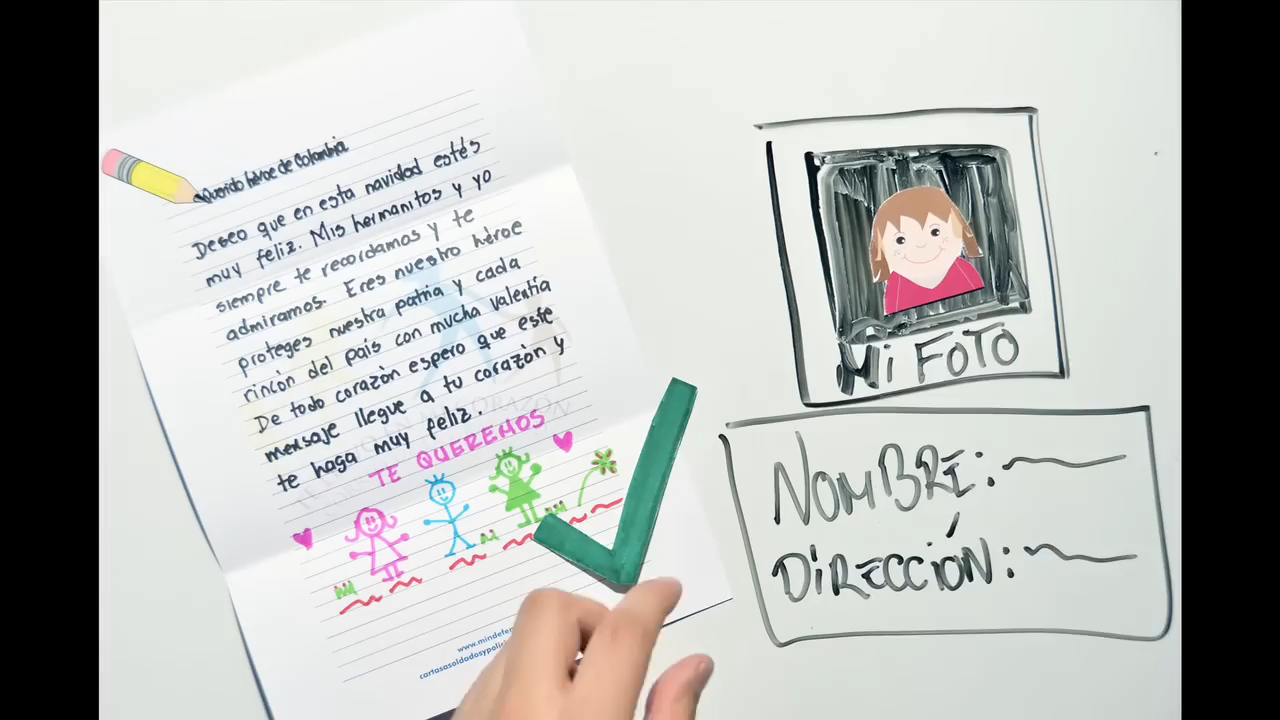 Querido héroe de Colombia
Deseo que en esta navidad estés
muy feliz. Mis hermanitos y yo
siempre te recordamos y te
admiramos. Eres nuestro héroe
proteges nuestra patria y cada
rincón del país con mucha valentía
De todo corazón espero que este
mensaje llegue a tu corazón y
te haga muy feliz.
TE QUEREMOS
Mi FOTO
NOMBRE:
DiRECCIÓN: